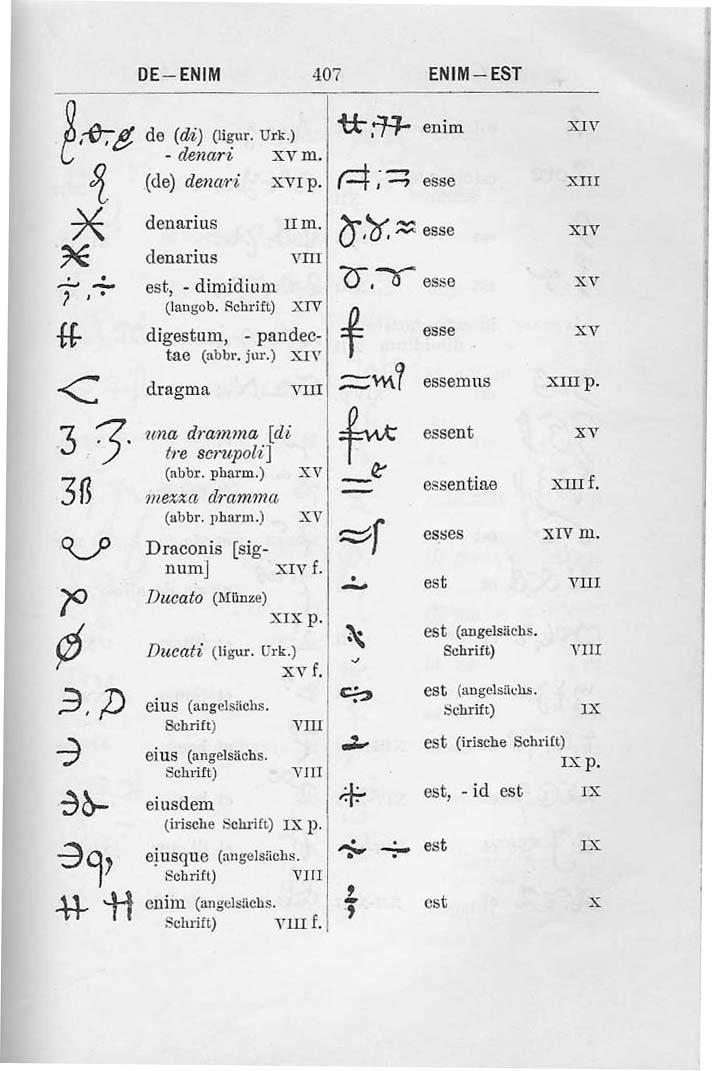 DE—ENIM 407 ENIM—EST
de (di) (ligur. Urk.)
- denari XV m.
(de) denari XVI p.
denarius II m.
denarius VIII
est, - dimidium
(langob. Schrift) XIV
digestum, - pandec-
tae (abbr. jur.) XIV
dragma VIII
una dramma [di
tre scrupoli]
(abbr. pharm.) XV
mezza dramma
(abbr. pharm.) XV
Draconis [sig-
num] XIV f.
Ducato (Münze)
XIX p.
Ducati (ligur. Urk.)
XV f.
eius (angelsächs.
Schrift) VIII
eius (angelsächs.
Schrift) VIII
eiusdem
(irische Schrift) IX p.
eiusque (angelsächs.
Schrift) VIII
enim (angelsächs.
Schrift) VIII f.
enim XIV
esse XIII
esse XIV
esse XV
esse XV
essemus XIII p.
essent XV
essentiae XIII f.
esses XIV m.
est VIII
est (angelsächs.
Schrift) VIII
est (angelsächs.
Schrift) IX
est (irische Schrift)
IX p.
est, - id est IX
est IX
est X